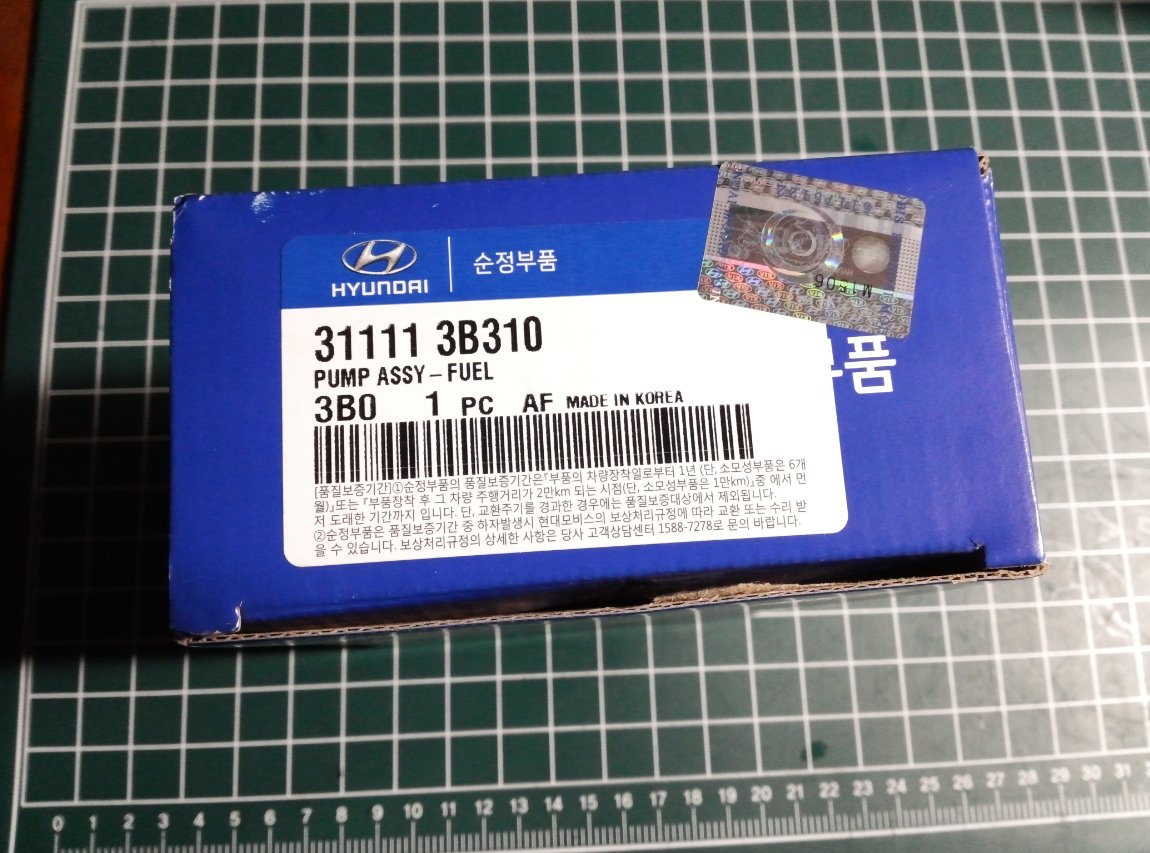 HYUNDAI
순정부품
31111 3B310
PUMP ASSY – FUEL
3B0 1 PC AF MADE IN KOREA
[품질보증기간]①순정부품의 품질보증기간은「부품의 차량장착일로부터 1년 (단, 소모성부품은 6개
월)」또는 「부품장착 후 그 차량 주행거리가 2만km 되는 시점(단, 소모성부품은 1만km)」중 에서 먼
저 도래한 기간까지 입니다. 단, 교환주기를 경과한 경우에는 품질보증대상에서 제외됩니다.
②순정부품은 품질보증기간 중 하자발생시 현대모비스의 보상처리규정에 따라 교환 또는 수리 받
을 수 있습니다. 보상처리규정의 상세한 사항은 당사 고객상담센터 1588-7278로 문의 바랍니다.
품
0 1 2 3 4 5 6 7 8 9 10 11 12 13 14 15 16 17 18 19 20 21 22 23 24 25 26 27 28 29 30 31